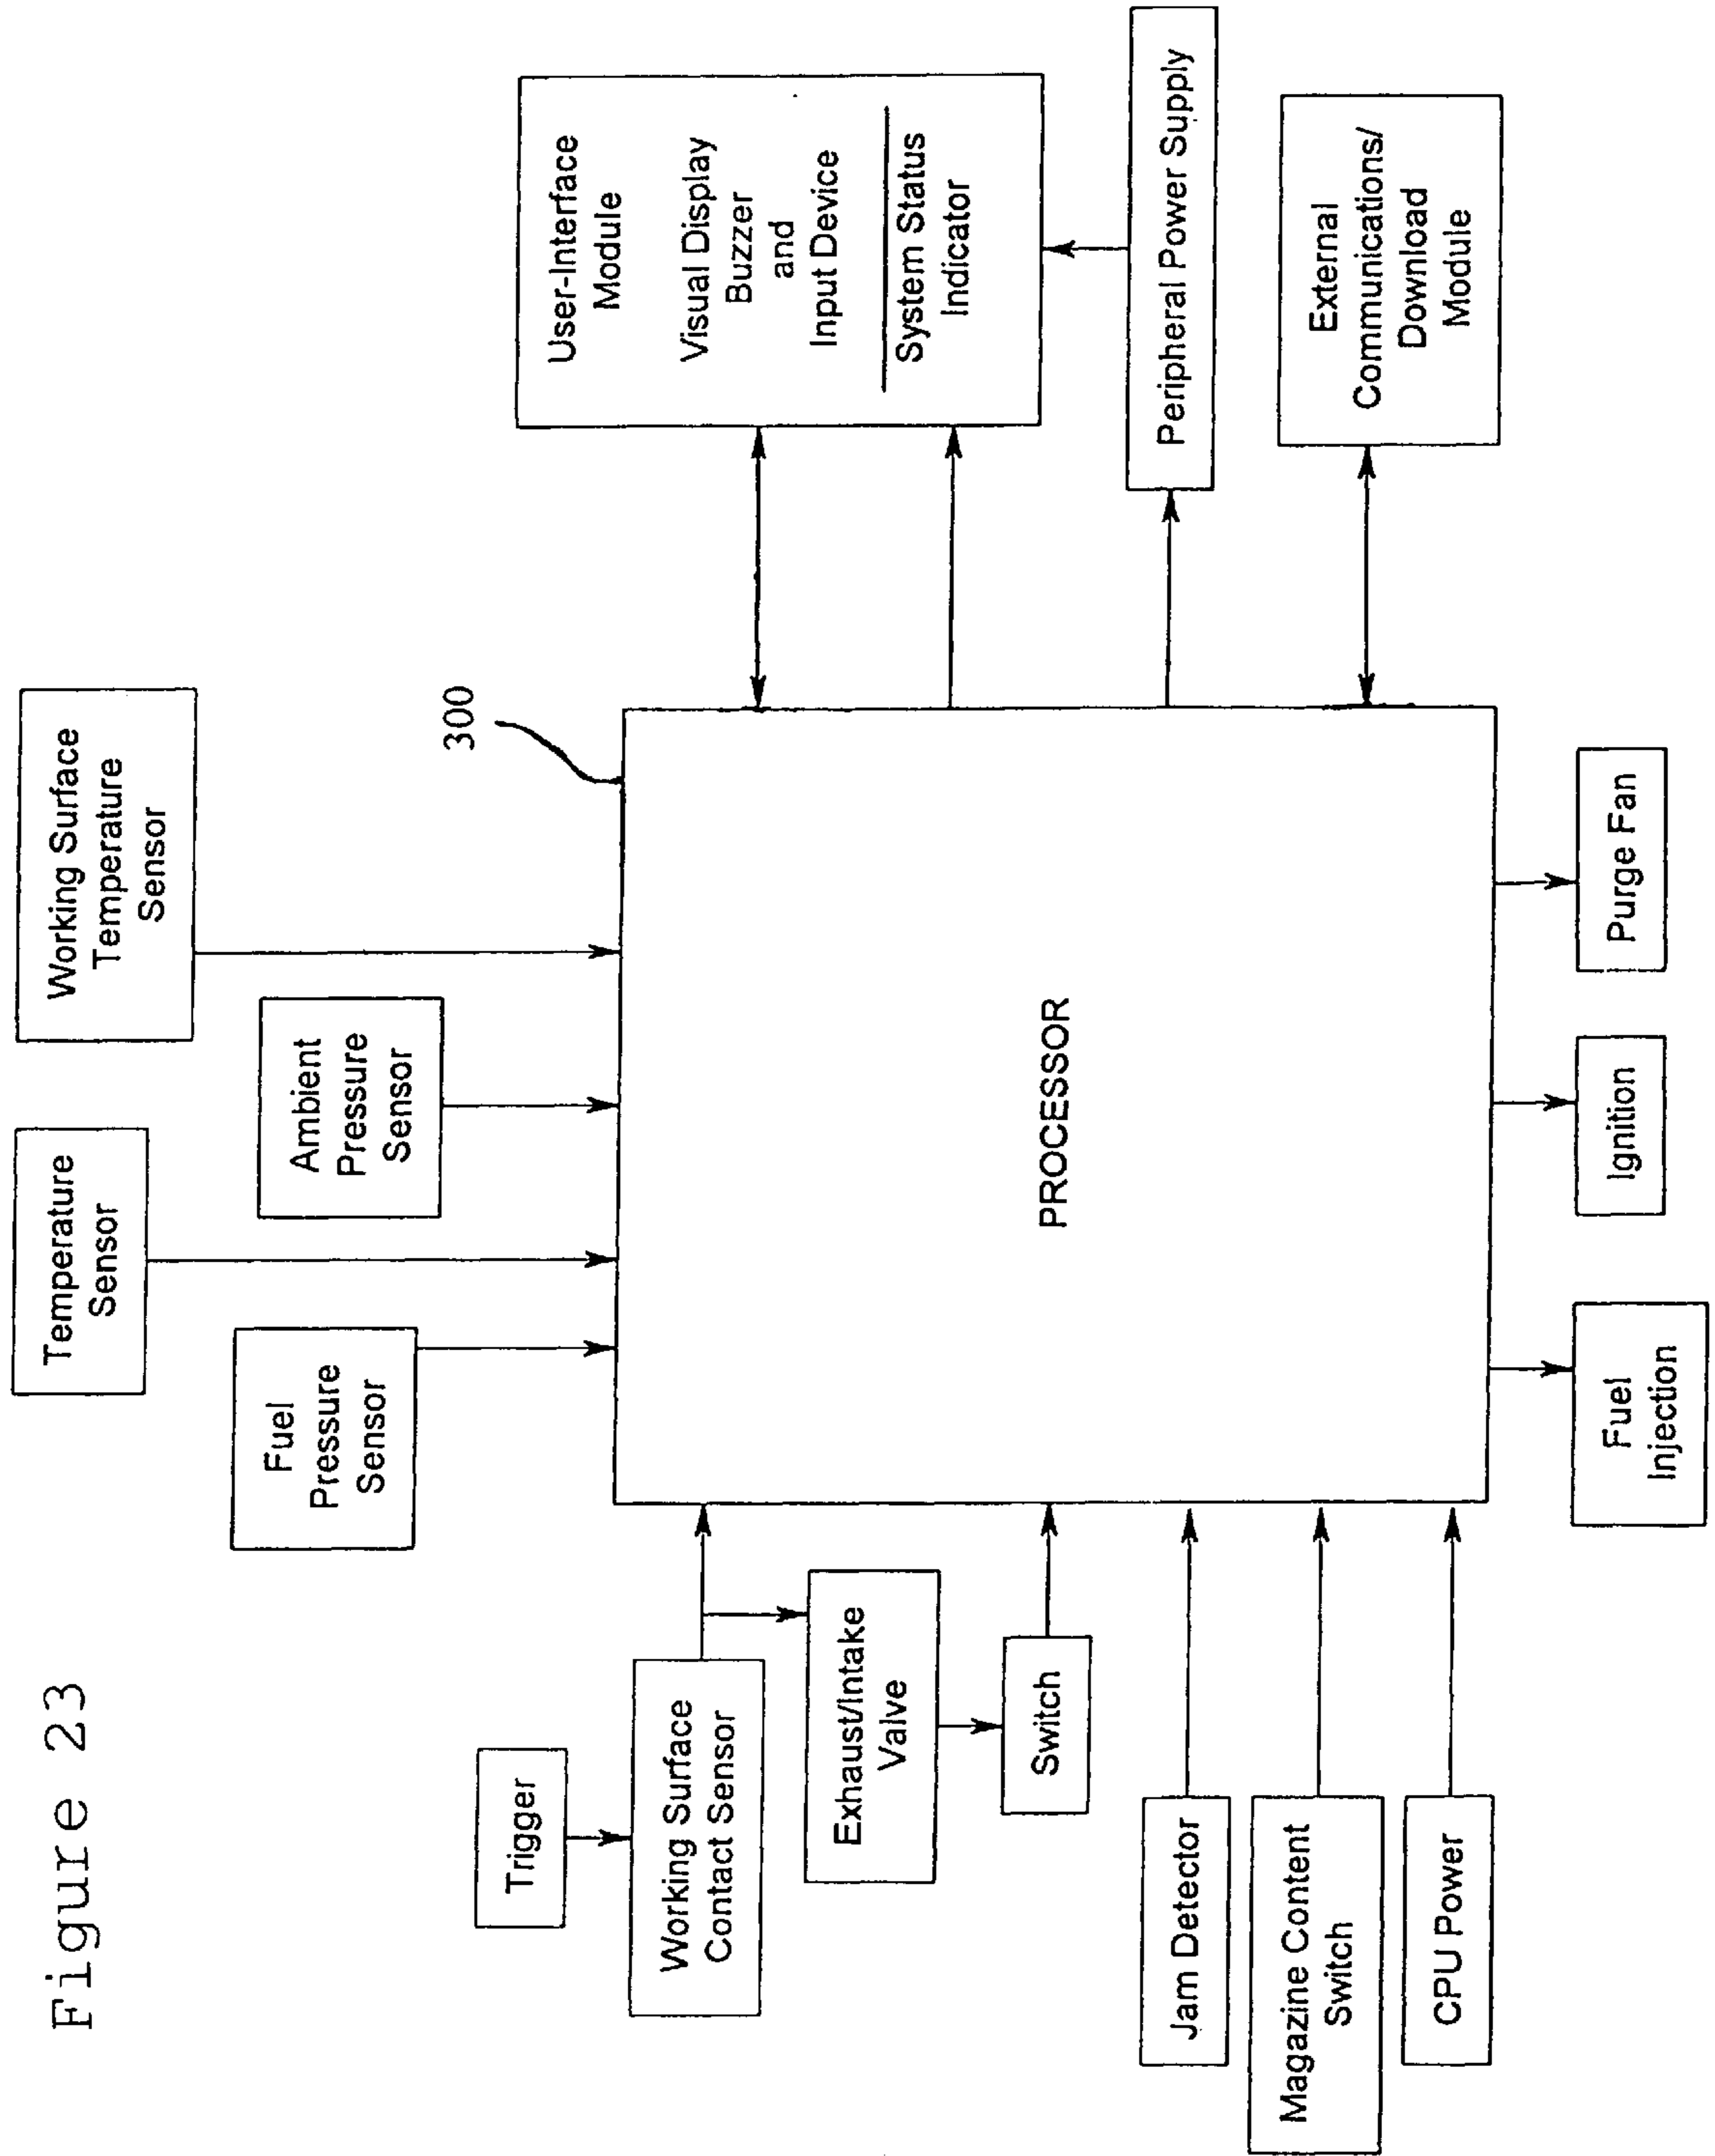 Figure 23
Trigger
Working Surface
Contact Sensor
Exhaust/Intake
Valve
Switch
Jam Detector
Magazine Content
Switch
CPU Power
Fuel
Pressure
Sensor
Temperature
Sensor
Ambient
Pressure
Sensor
Working Surface
Temperature
Sensor
300
PROCESSOR
Fuel
Injection
Ignition
Purge Fan
User-Interface
Module
Visual Display
Buzzer
and
Input Device
System Status
Indicator
Peripheral Power Supply
External
Communications/
Download
Module